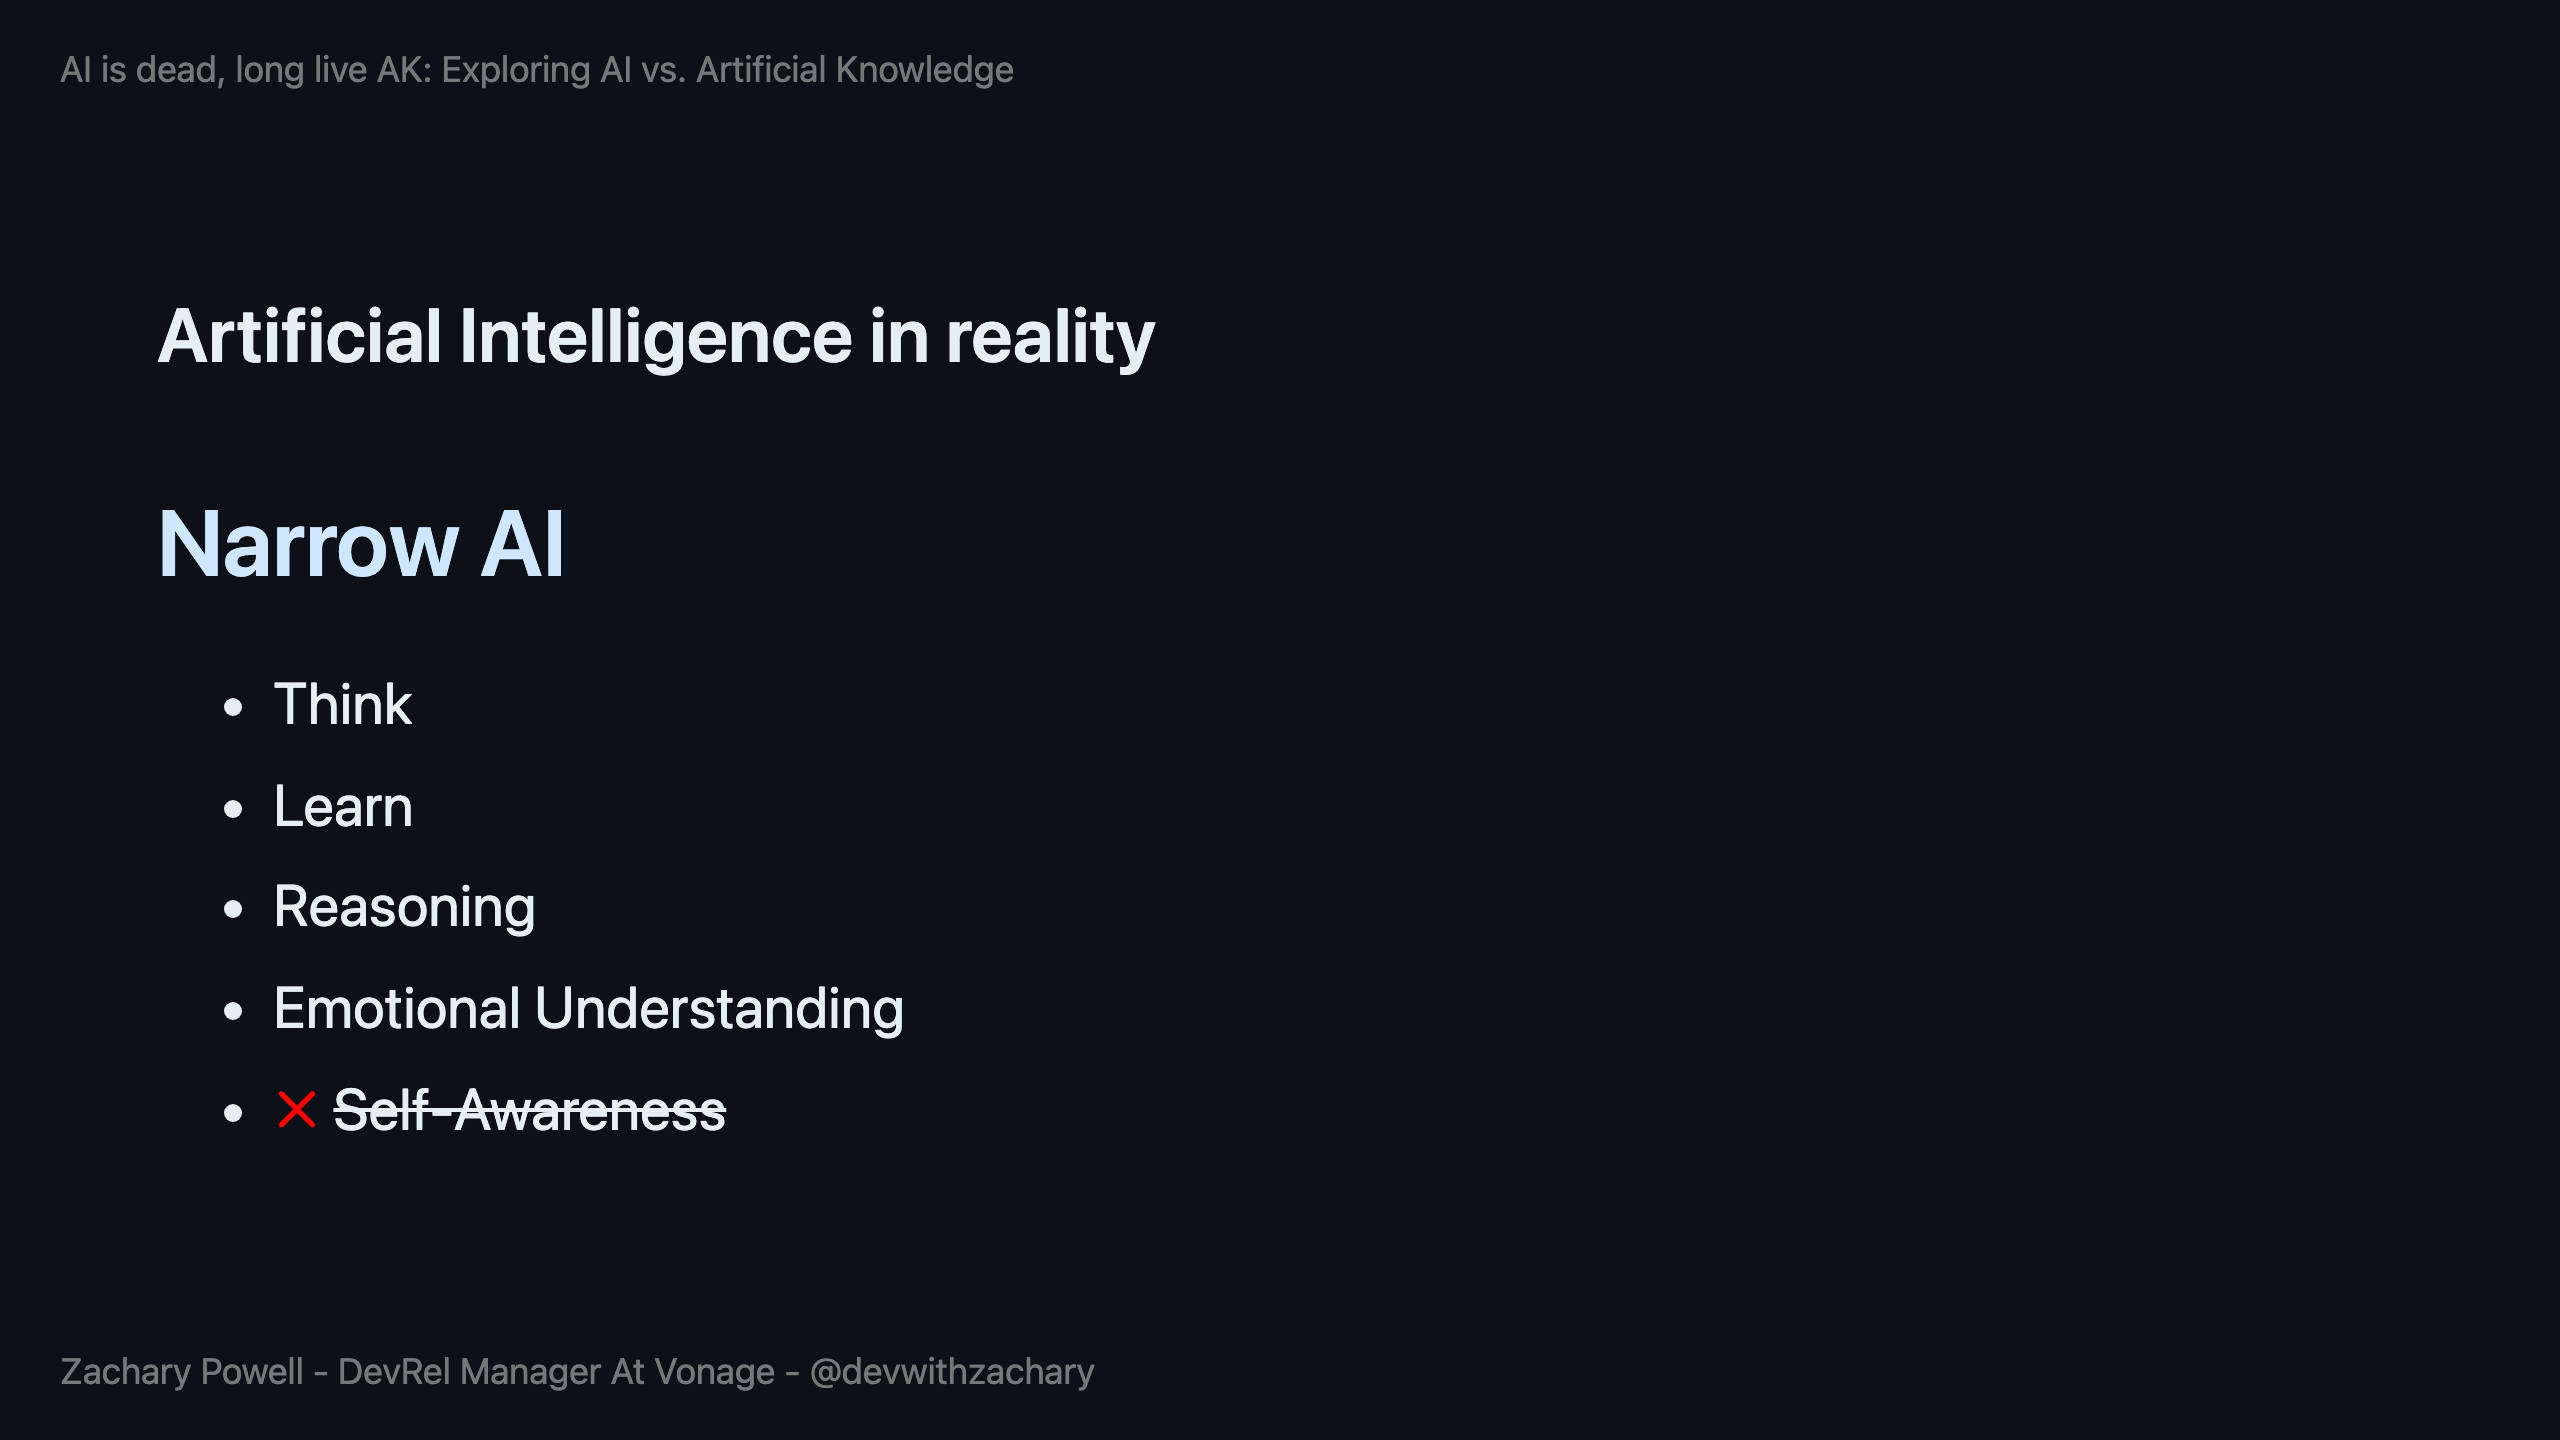 AI is dead, long live AK: Exploring AI vs. Artificial Knowledge
Artificial Intelligence in reality
Narrow AI
• Think
• Learn
• Reasoning
• Emotional Understanding
• ❌ Self-Awareness
Zachary Powell - DevRel Manager At Vonage - @devwithzachary